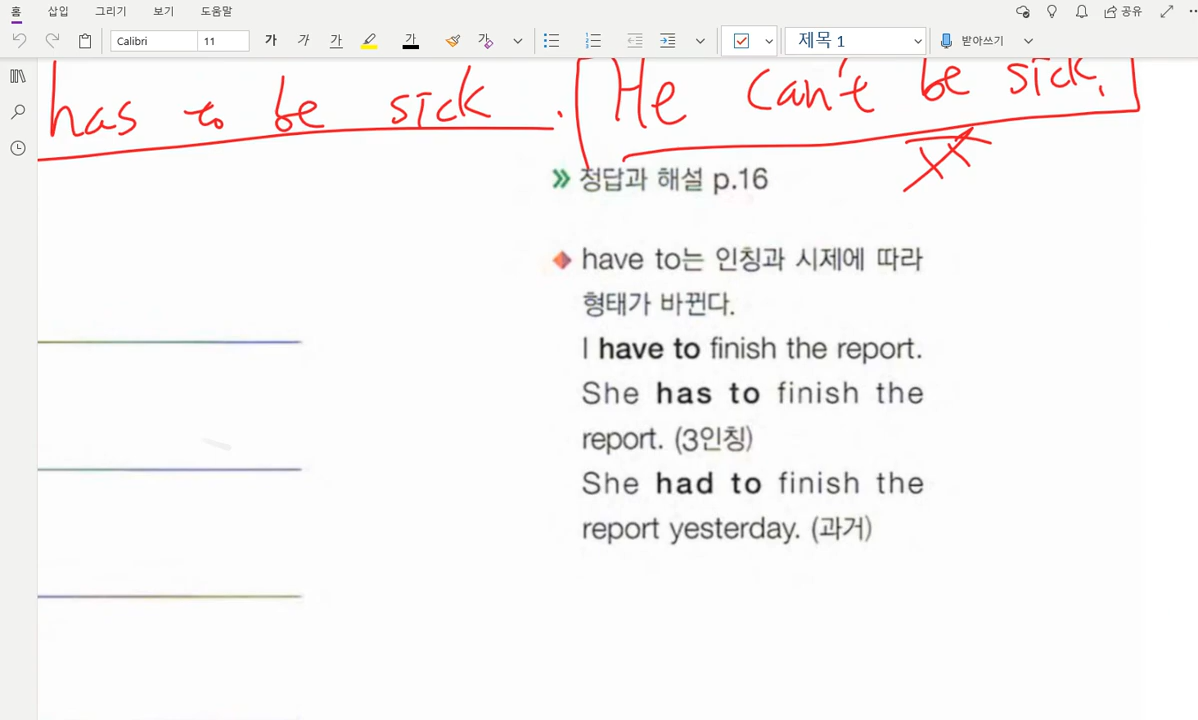 홈 삽입 그리기 보기 도움말 공유
Calibri 11 가 가 가 가 가 제목 1 받아쓰기
has to be sick. He can't be sick.
» 정답과 해설 p.16
have to는 인칭과 시제에 따라
형태가 바뀐다.
I have to finish the report.
She has to finish the
report. (3인칭)
She had to finish the
report yesterday. (과거)